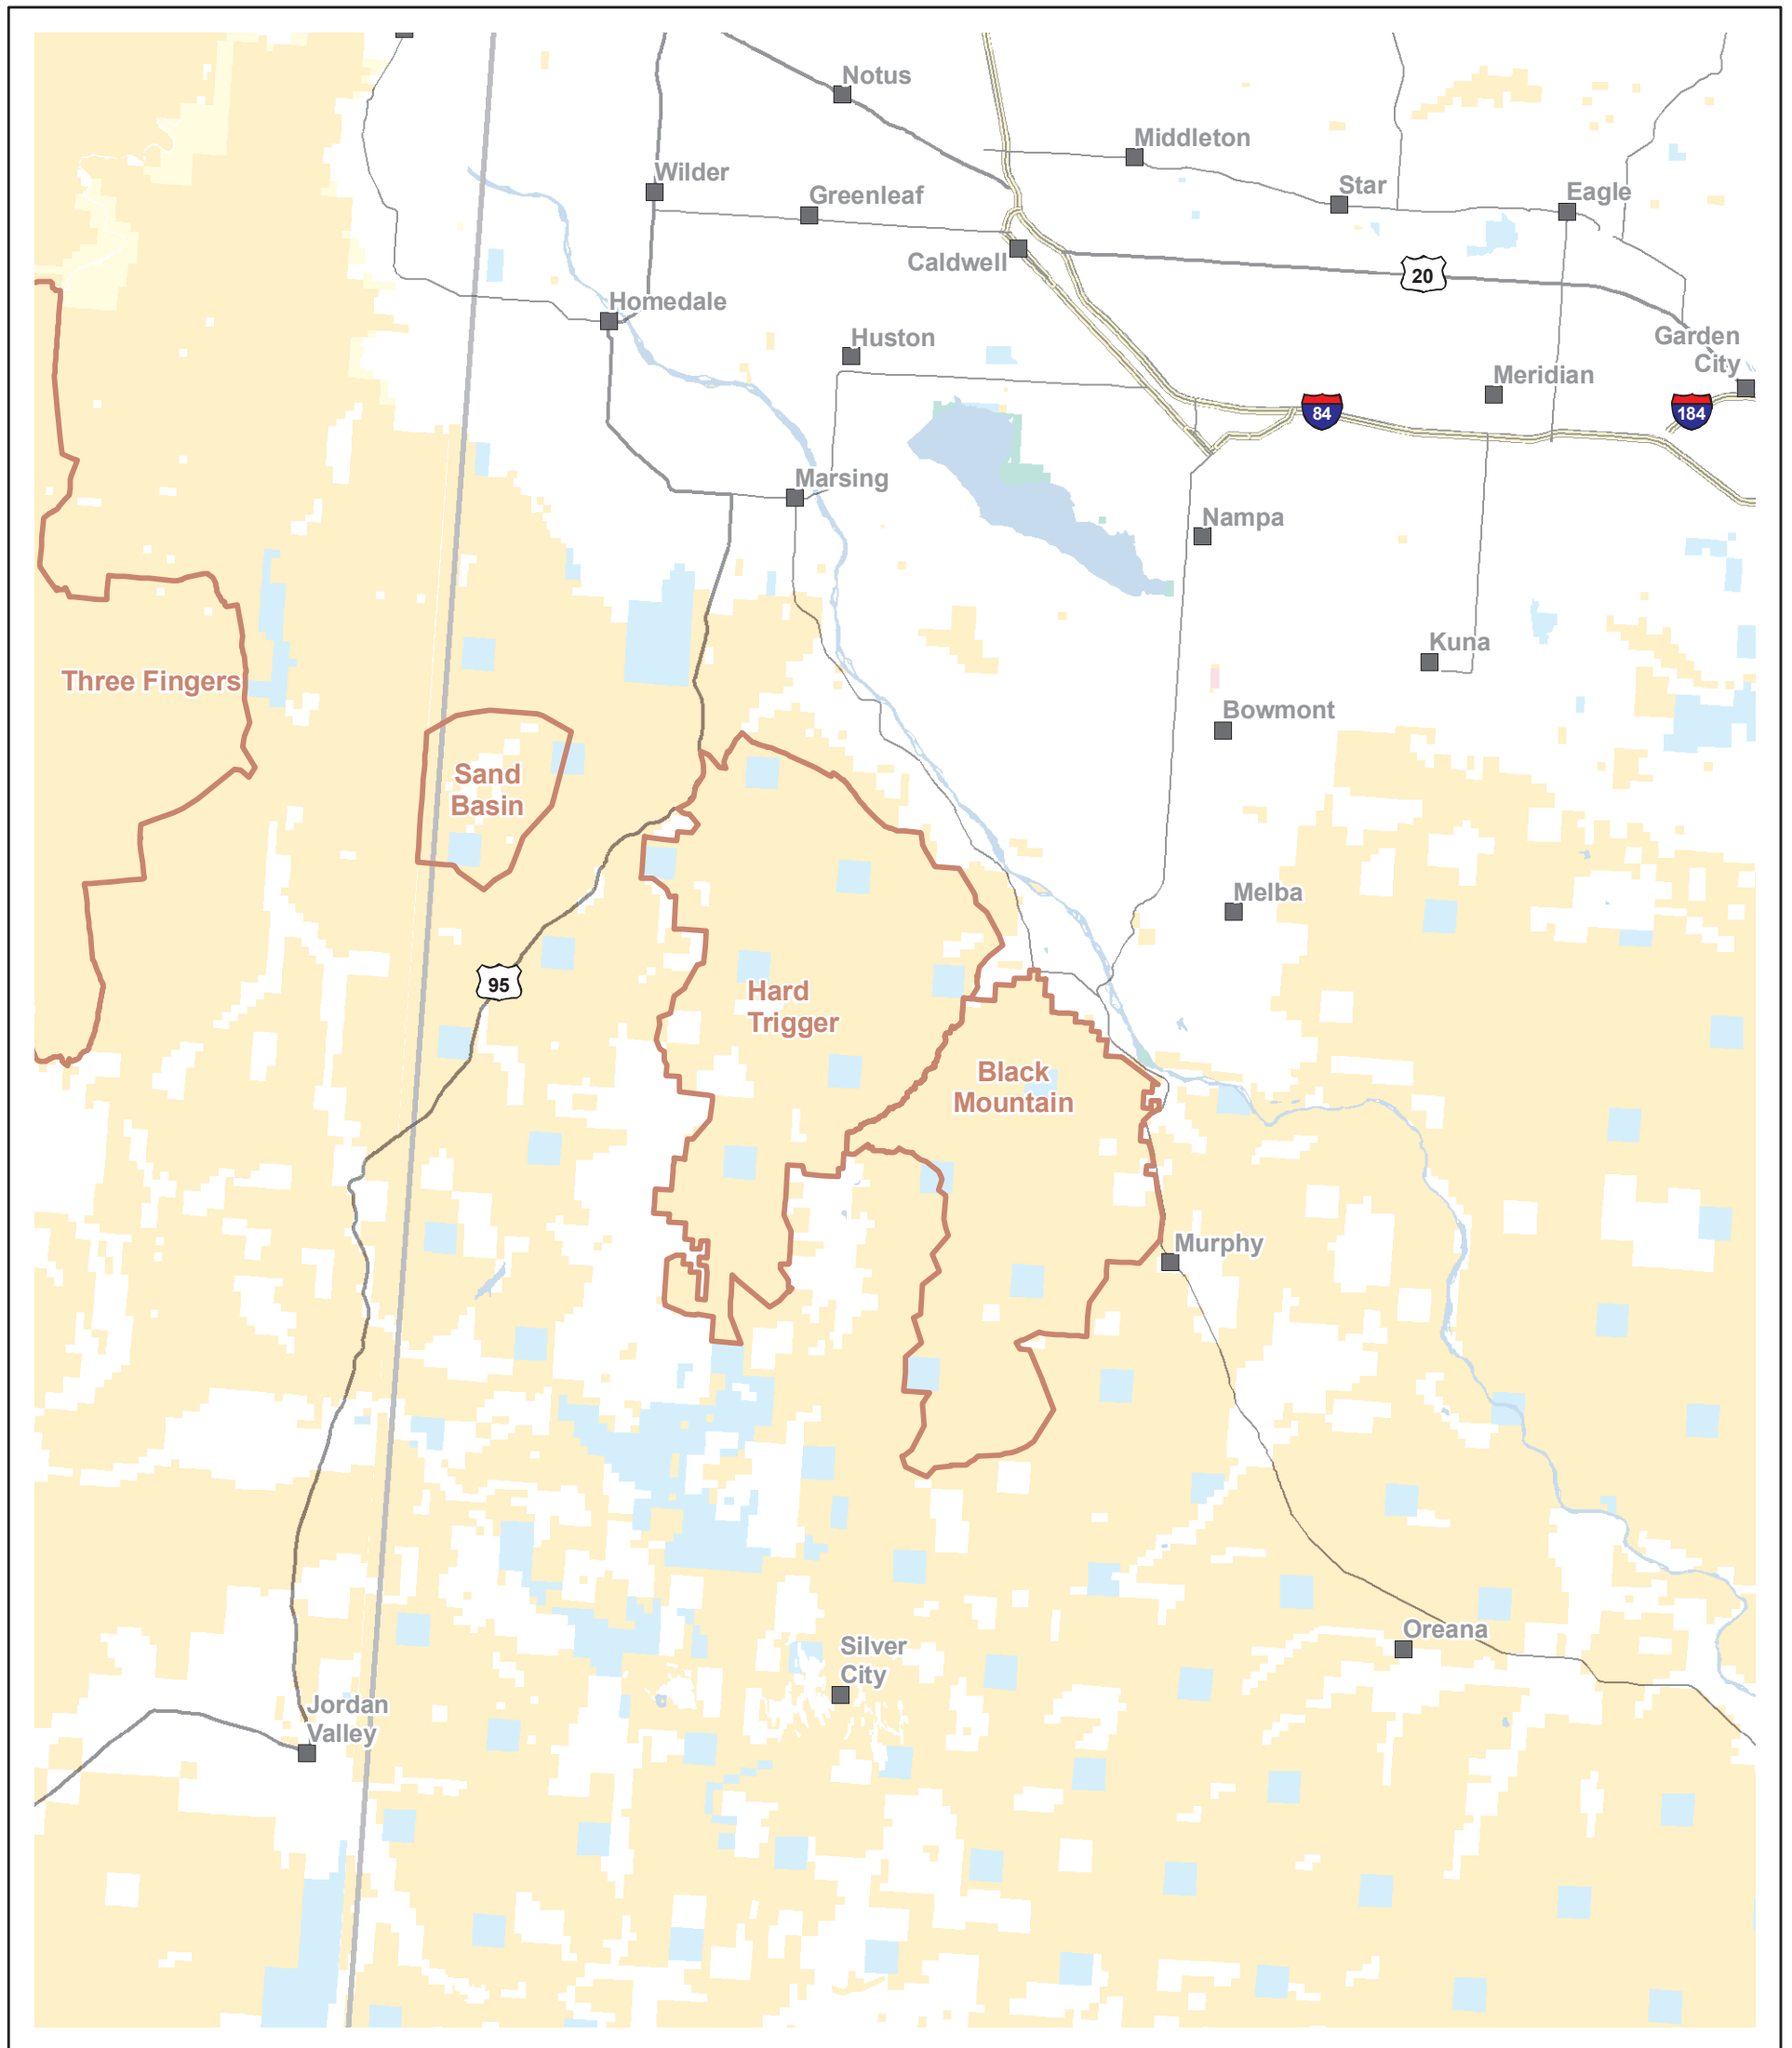 Notus
Middleton
Wilder
Star
Eagle
Greenleaf
Caldwell
20
Homedale
Huston
Garden
City
Meridian
84
184
Marsing
Nampa
Kuna
Three Fingers
Bowmont
Sand
Basin
Melba
95
Hard
Trigger
Black
Mountain
Murphy
Oreana
Silver
City
Jordan
Valley